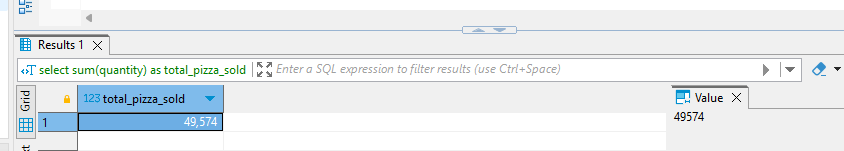 Results 1
select sum(quantity) as total_pizza_sold
Enter a SQL expression to filter results (use Ctrl+Space)
Grid
123 total_pizza_sold
Value
1
49,574
49574